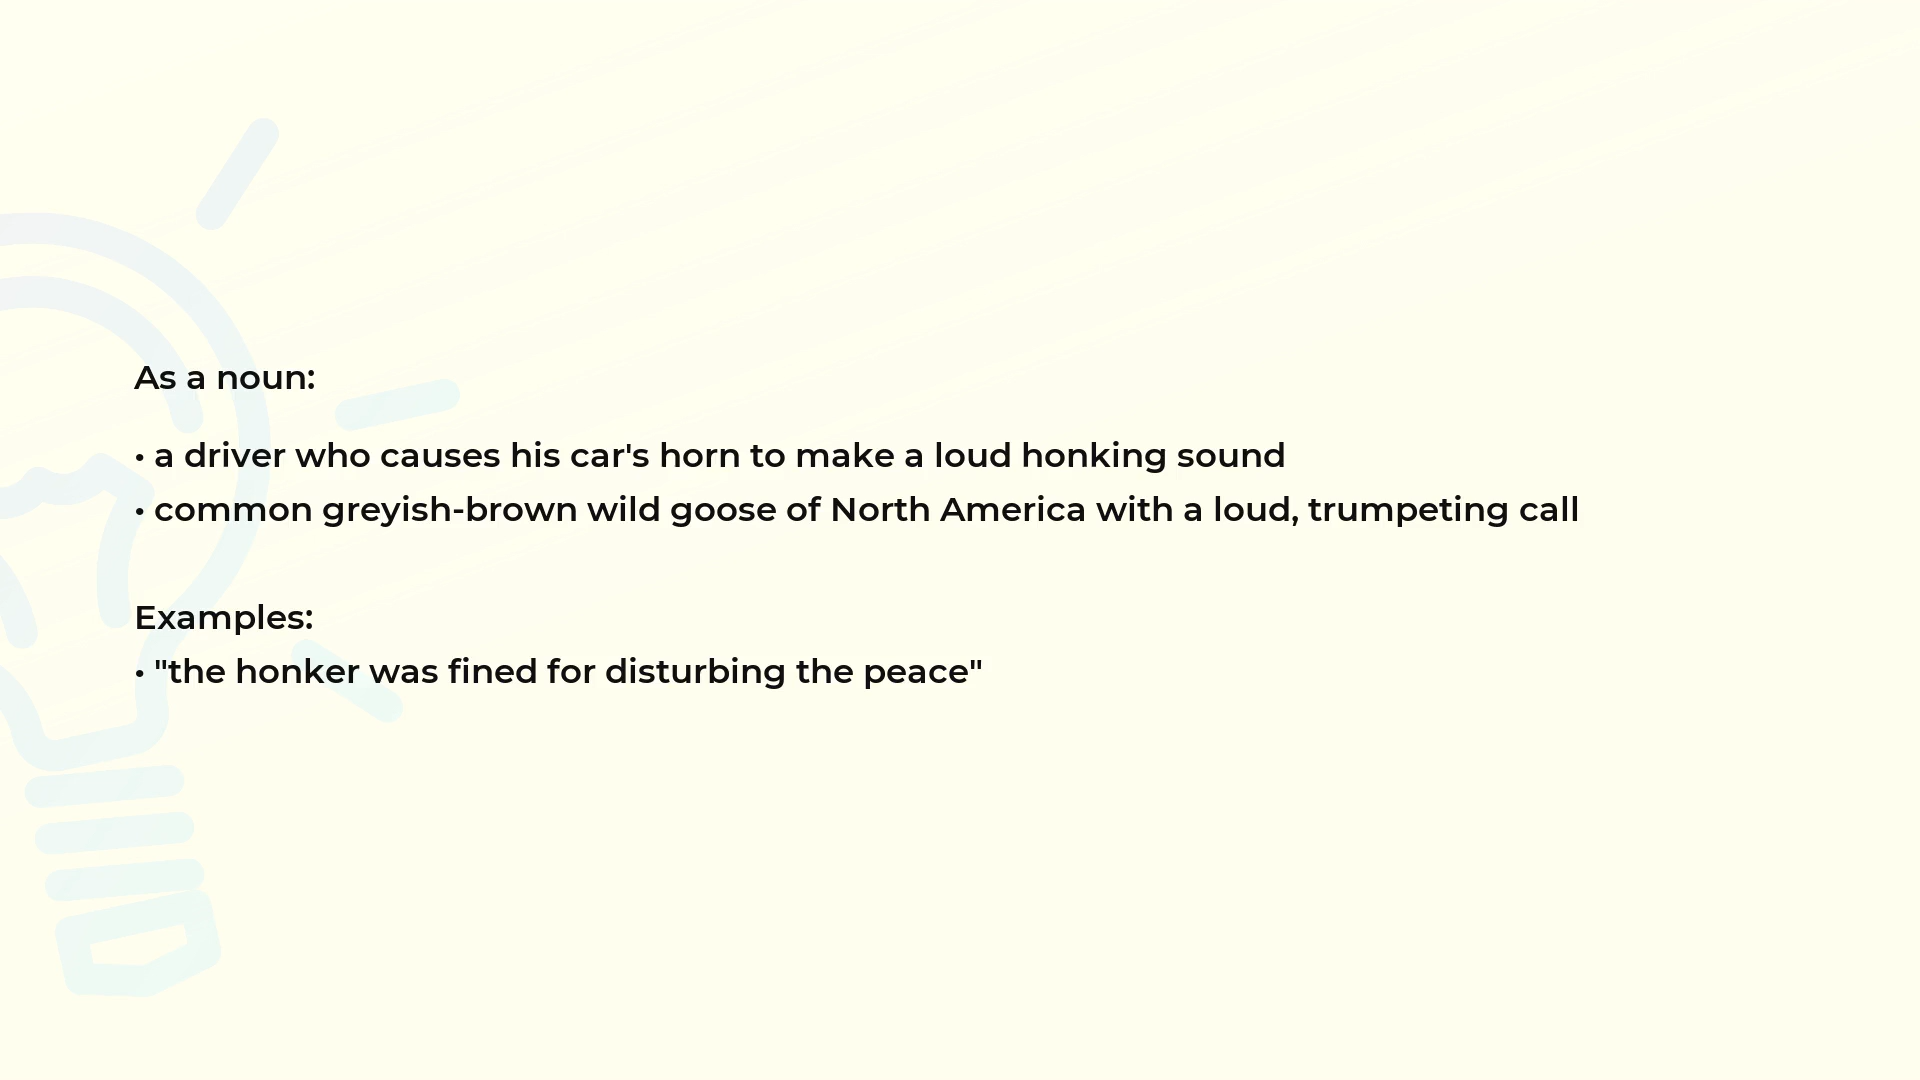 As a noun:
• a driver who causes his car's horn to make a loud honking sound
• common greyish-brown wild goose of North America with a loud, trumpeting call
Examples:
• "the honker was fined for disturbing the peace"